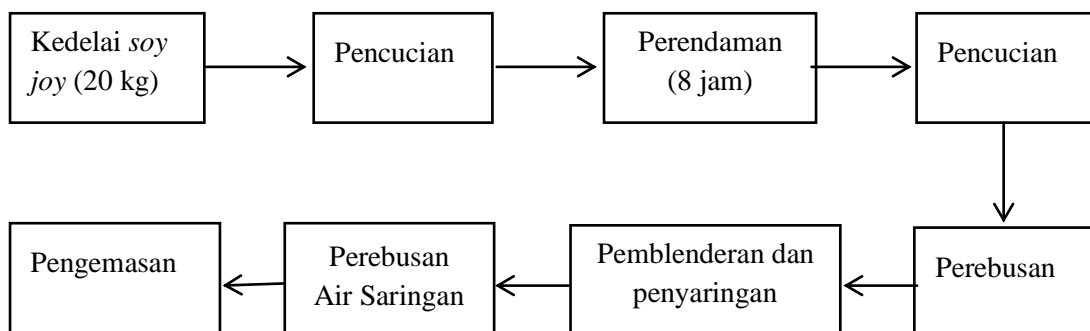 Kedelai soy
joy (20 kg)
Pencucian
Perendaman
(8 jam)
Pencucian
Perebusan
Pemblenderan dan
penyaringan
Perebusan
Air Saringan
Pengemasan